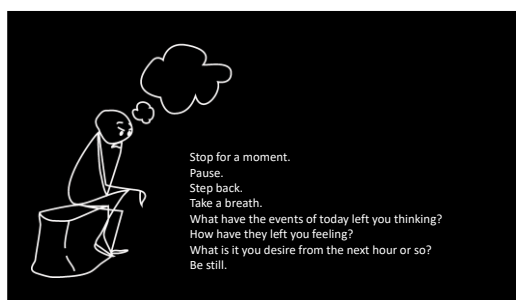 Stop for a moment.
Pause.
Step back.
Take a breath.
What have the events of today left you thinking?
How have they left you feeling?
What is it you desire from the next hour or so?
Be still.